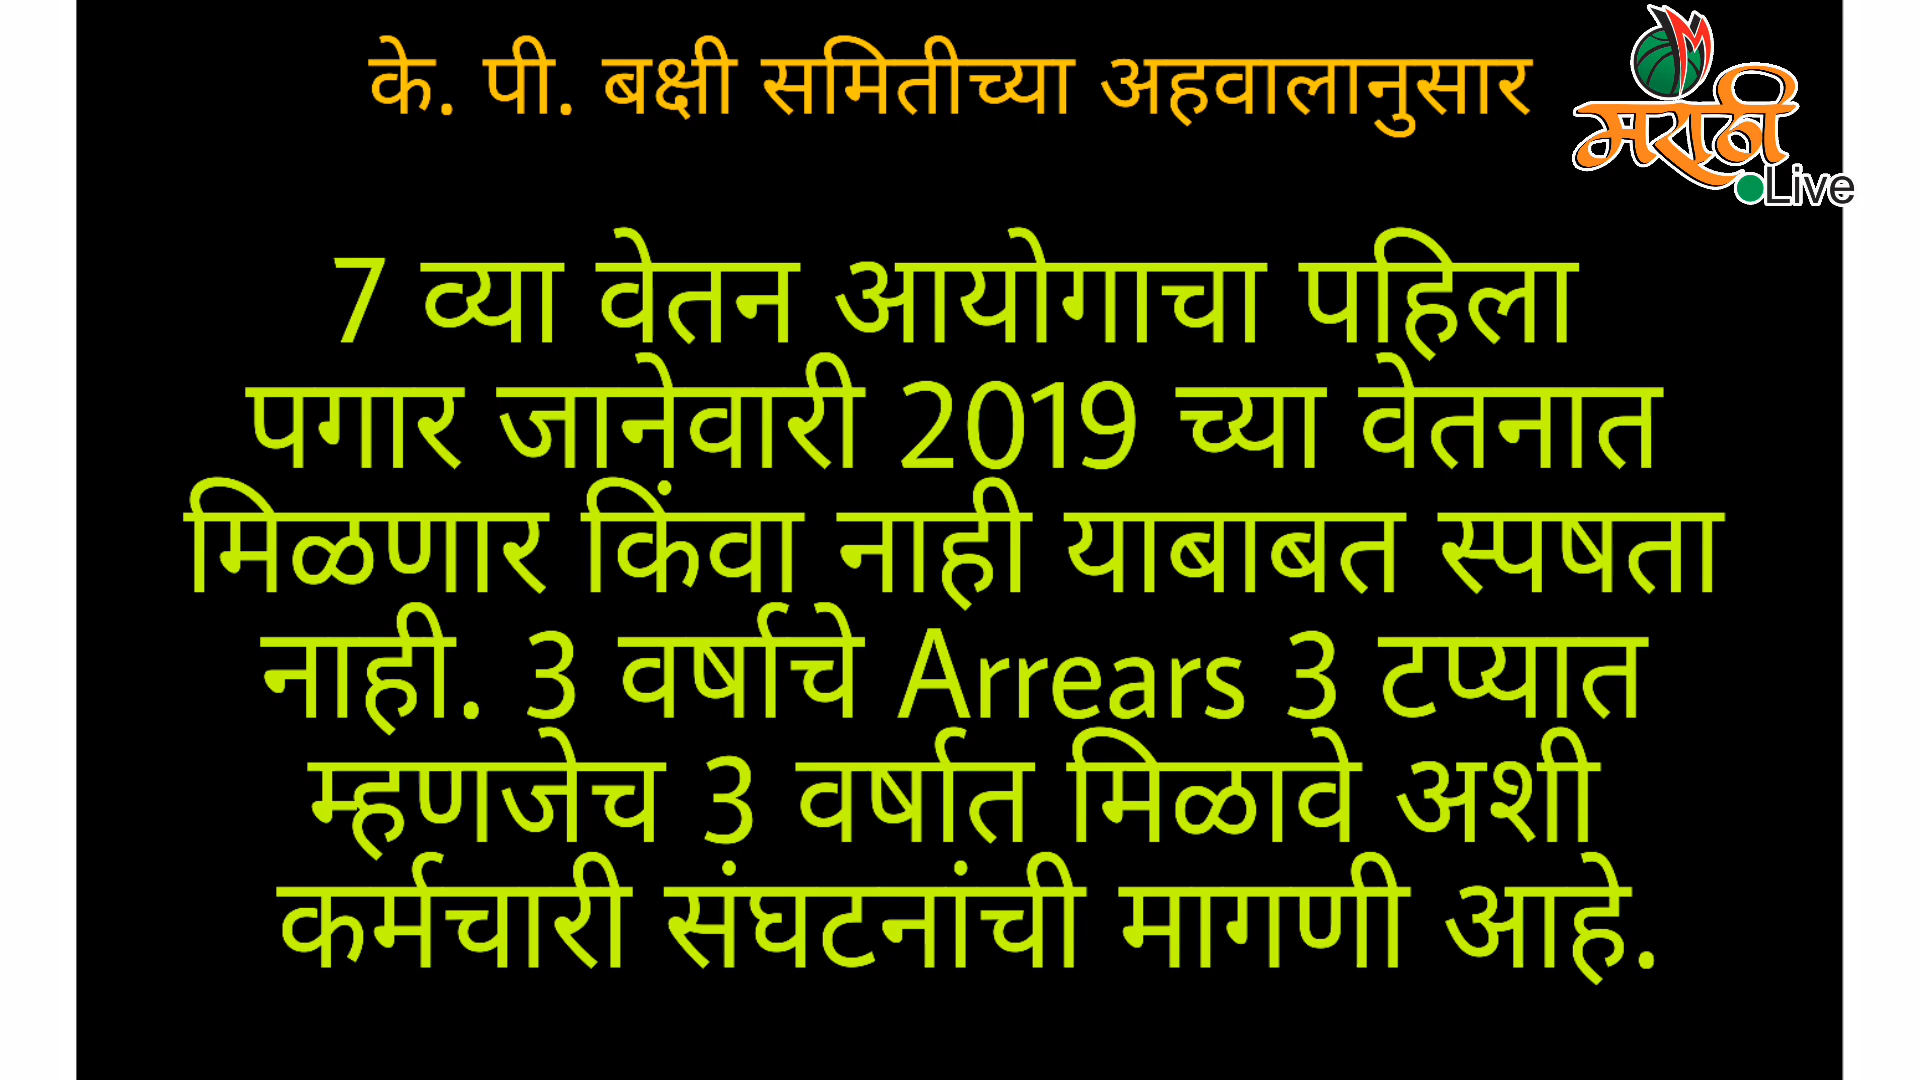 के. पी. बक्षी समितीच्या अहवालानुसार
मराठी
Live
7 व्या वेतन आयोगाचा पहिला
पगार जानेवारी 2019 च्या वेतनात
मिळणार किंवा नाही याबाबत स्पषता
नाही. 3 वर्षाचे Arrears 3 टप्यात
म्हणजेच 3 वर्षात मिळावे अशी
कर्मचारी संघटनांची मागणी आहे.